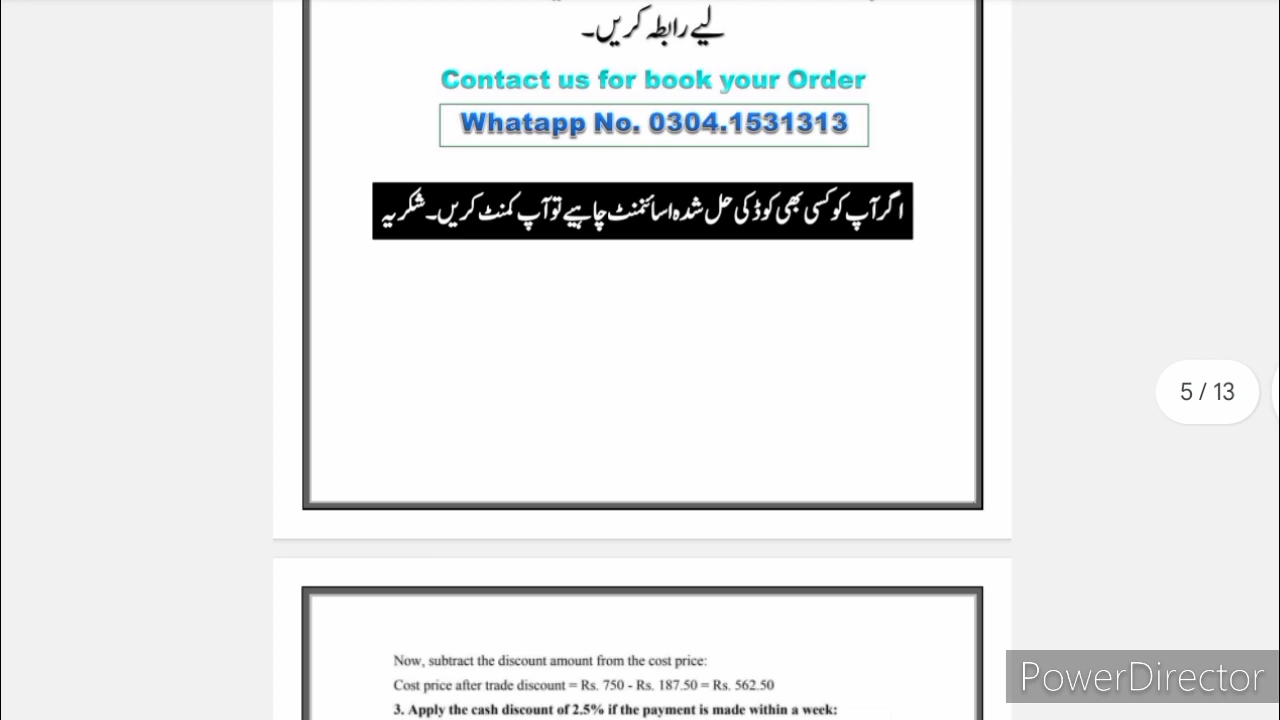 لیے رابطہ کریں۔
Contact us for book your Order
Whatapp No. 0304.1531313
اگر آپ کو کسی بھی کوڈ کی حل شدہ اسائنمنٹ چاہیے تو آپ کمنٹ کریں۔ شکریہ
5 / 13
Now, subtract the discount amount from the cost price:
Cost price after trade discount = Rs. 750 - Rs. 187.50 = Rs. 562.50
3. Apply the cash discount of 2.5% if the payment is made within a week:
PowerDirector